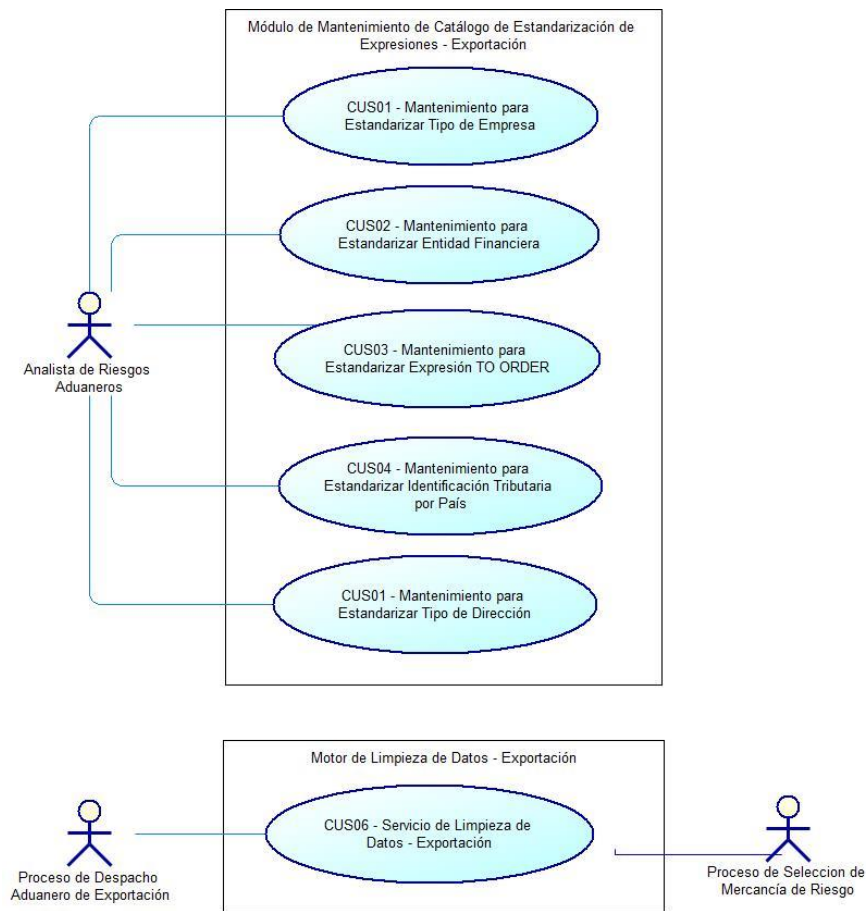 Módulo de Mantenimiento de Catálogo de Estandarización de
Expresiones - Exportación
CUS01 - Mantenimiento para
Estandarizar Tipo de Empresa
CUS02 - Mantenimiento para
Estandarizar Entidad Financiera
CUS03 - Mantenimiento para
Estandarizar Expresión TO ORDER
Analista de Riesgos
Aduaneros
CUS04 - Mantenimiento para
Estandarizar Identificación Tributaria
por País
CUS01 - Mantenimiento para
Estandarizar Tipo de Dirección
Motor de Limpieza de Datos - Exportación
CUS06 - Servicio de Limpieza de
Datos - Exportación
Proceso de Despacho
Aduanero de Exportación
Proceso de Seleccion de
Mercancía de Riesgo